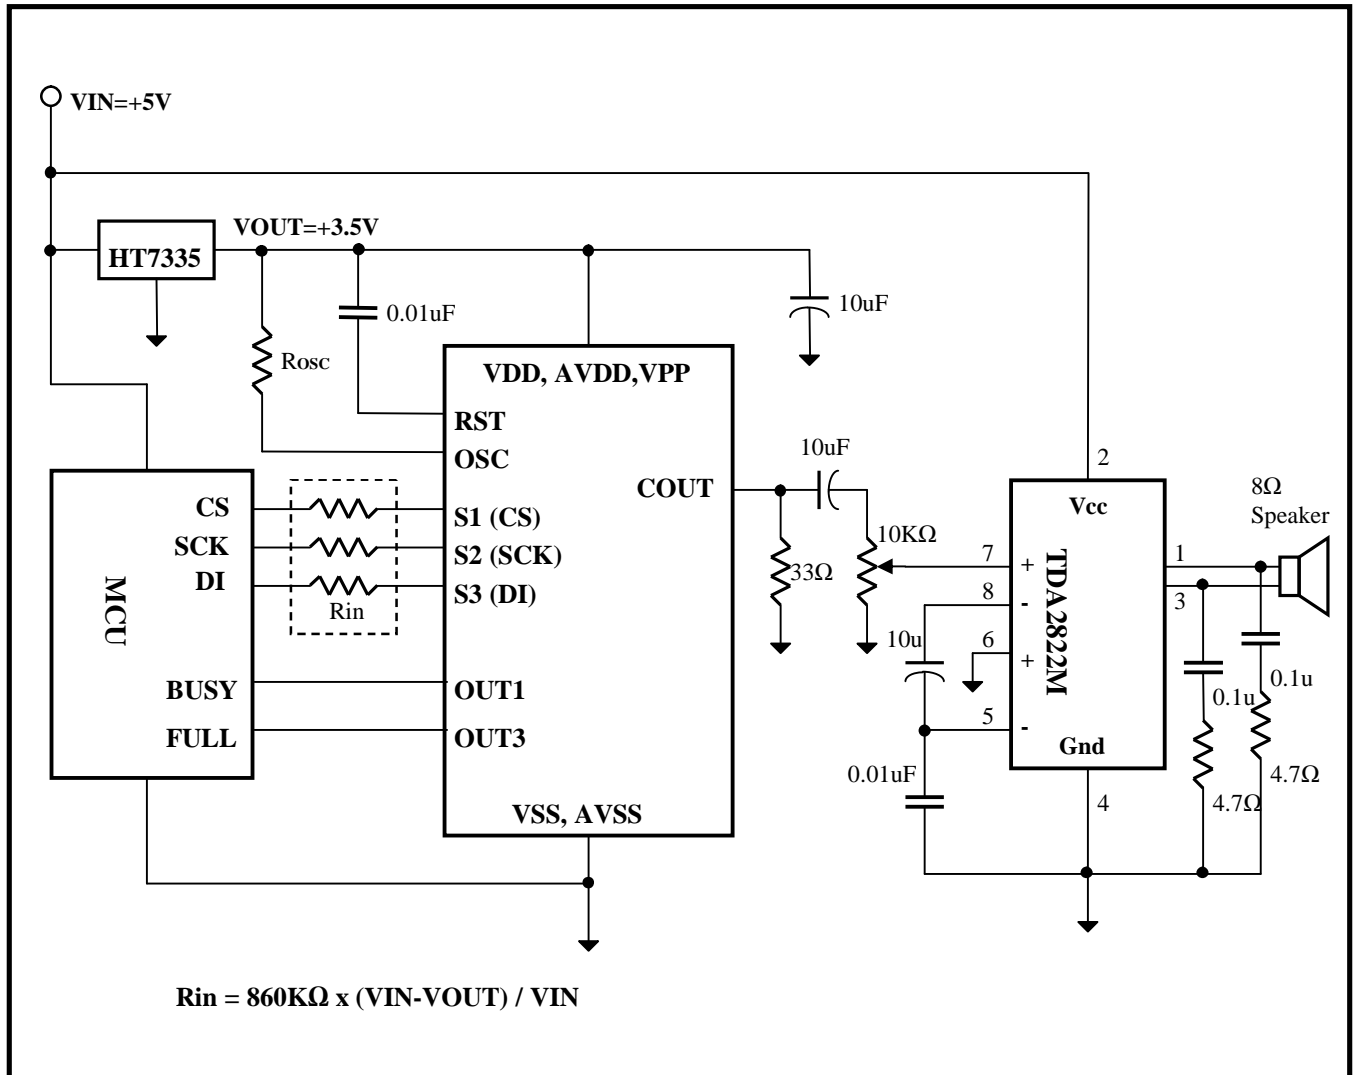 VIN=+5V
VOUT=+3.5V
HT7335
0.01uF
10uF
Rosc
VDD, AVDD,VPP
RST
OSC
COUT
10uF
2
CS
SCK
DI
MCU
Rin
S1 (CS)
S2 (SCK)
S3 (DI)
33Ω
10KΩ
Vcc
TDA2822M
7
+
8
-
6
+
5
-
1
3
8Ω
Speaker
10u
BUSY
FULL
OUT1
OUT3
0.1u
0.1u
Gnd
0.01uF
4
4.7Ω
4.7Ω
VSS, AVSS
Rin = 860KΩ x (VIN-VOUT) / VIN